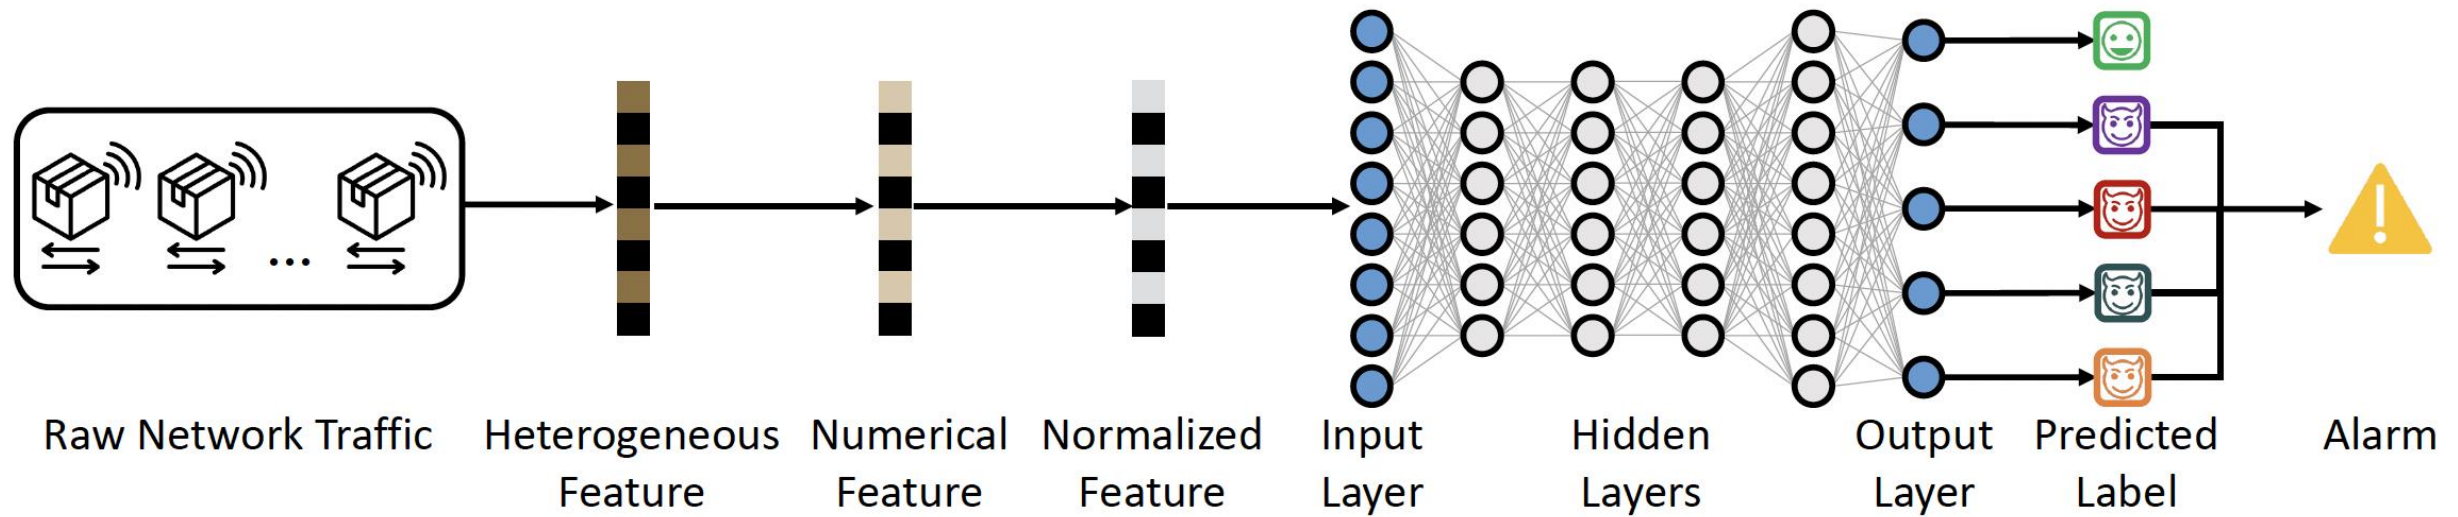 Raw Network Traffic
Heterogeneous
Feature
Numerical
Feature
Normalized
Feature
Input
Layer
Hidden
Layers
Output
Layer
Predicted
Label
Alarm